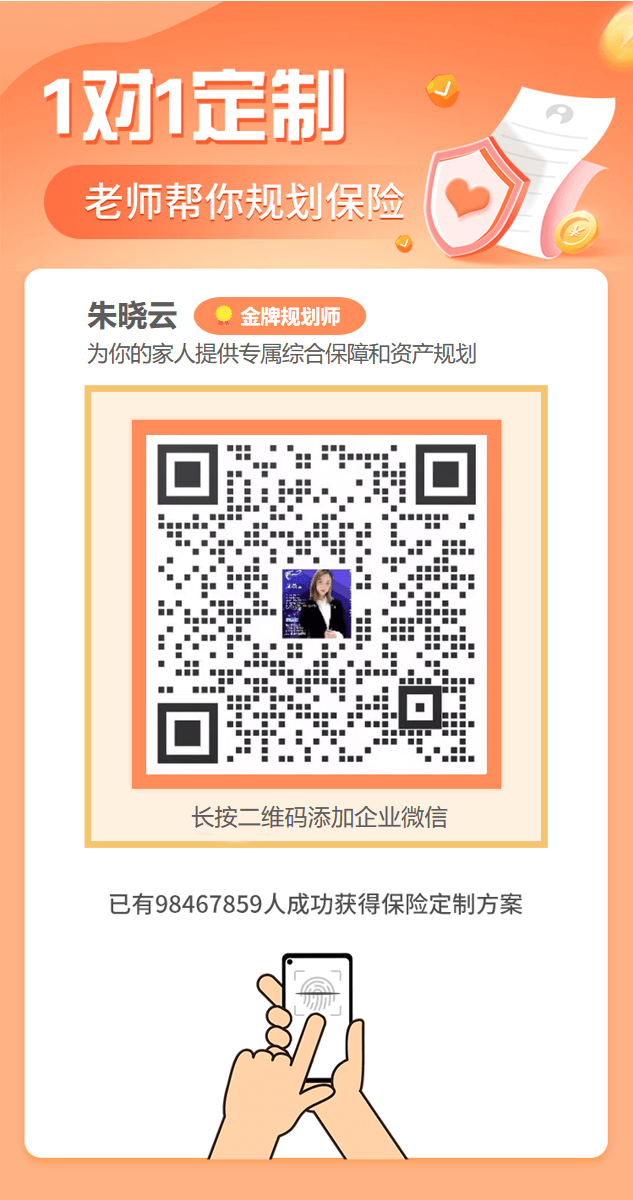 1对1定制
老师帮你规划保险
朱晓云
金牌规划师
为你的家人提供专属综合保障和资产规划
长按二维码添加企业微信
已有98467859人成功获得保险定制方案